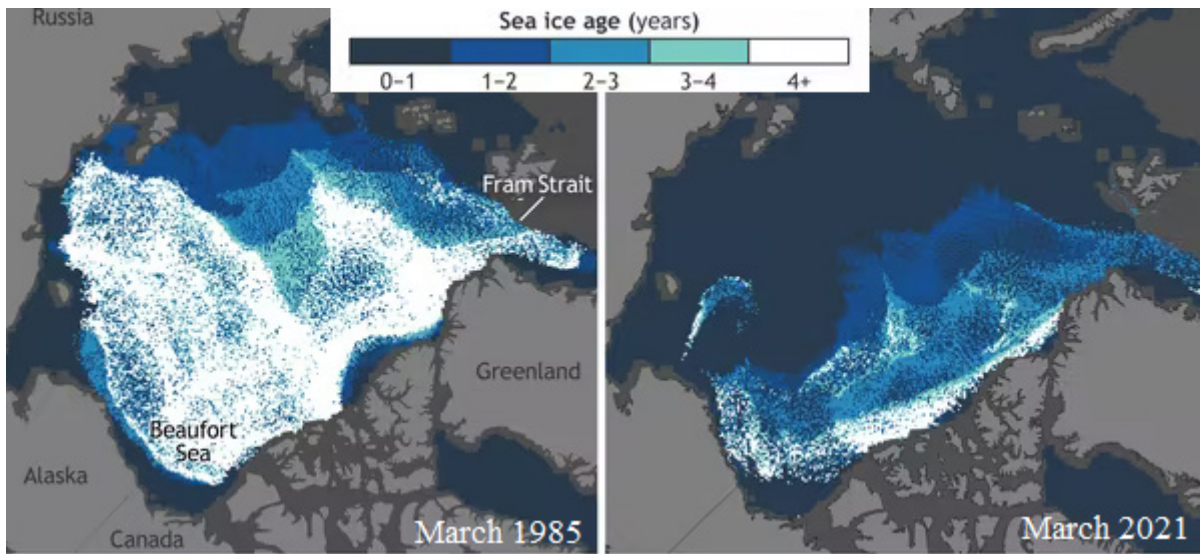 Russia
Sea ice age (years)
0–1 1–2 2–3 3–4 4+
Fram Strait
Greenland
Beaufort
Sea
Alaska
Canada
March 1985
March 2021